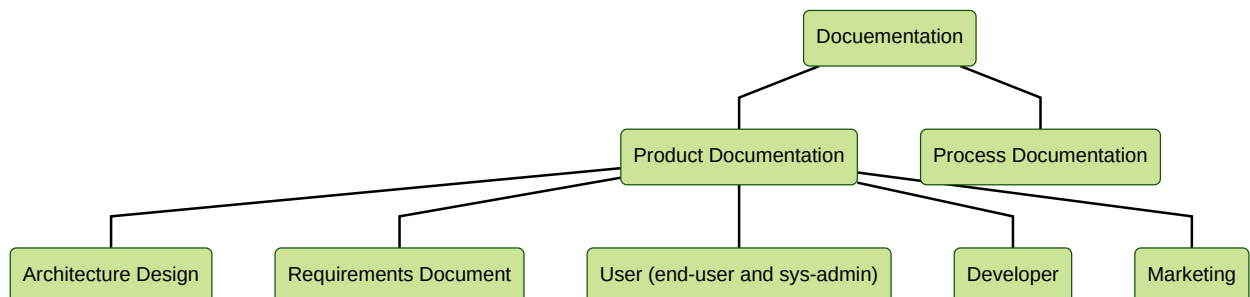 Docuementation
Product Documentation
Process Documentation
Architecture Design
Requirements Document
User (end-user and sys-admin)
Developer
Marketing